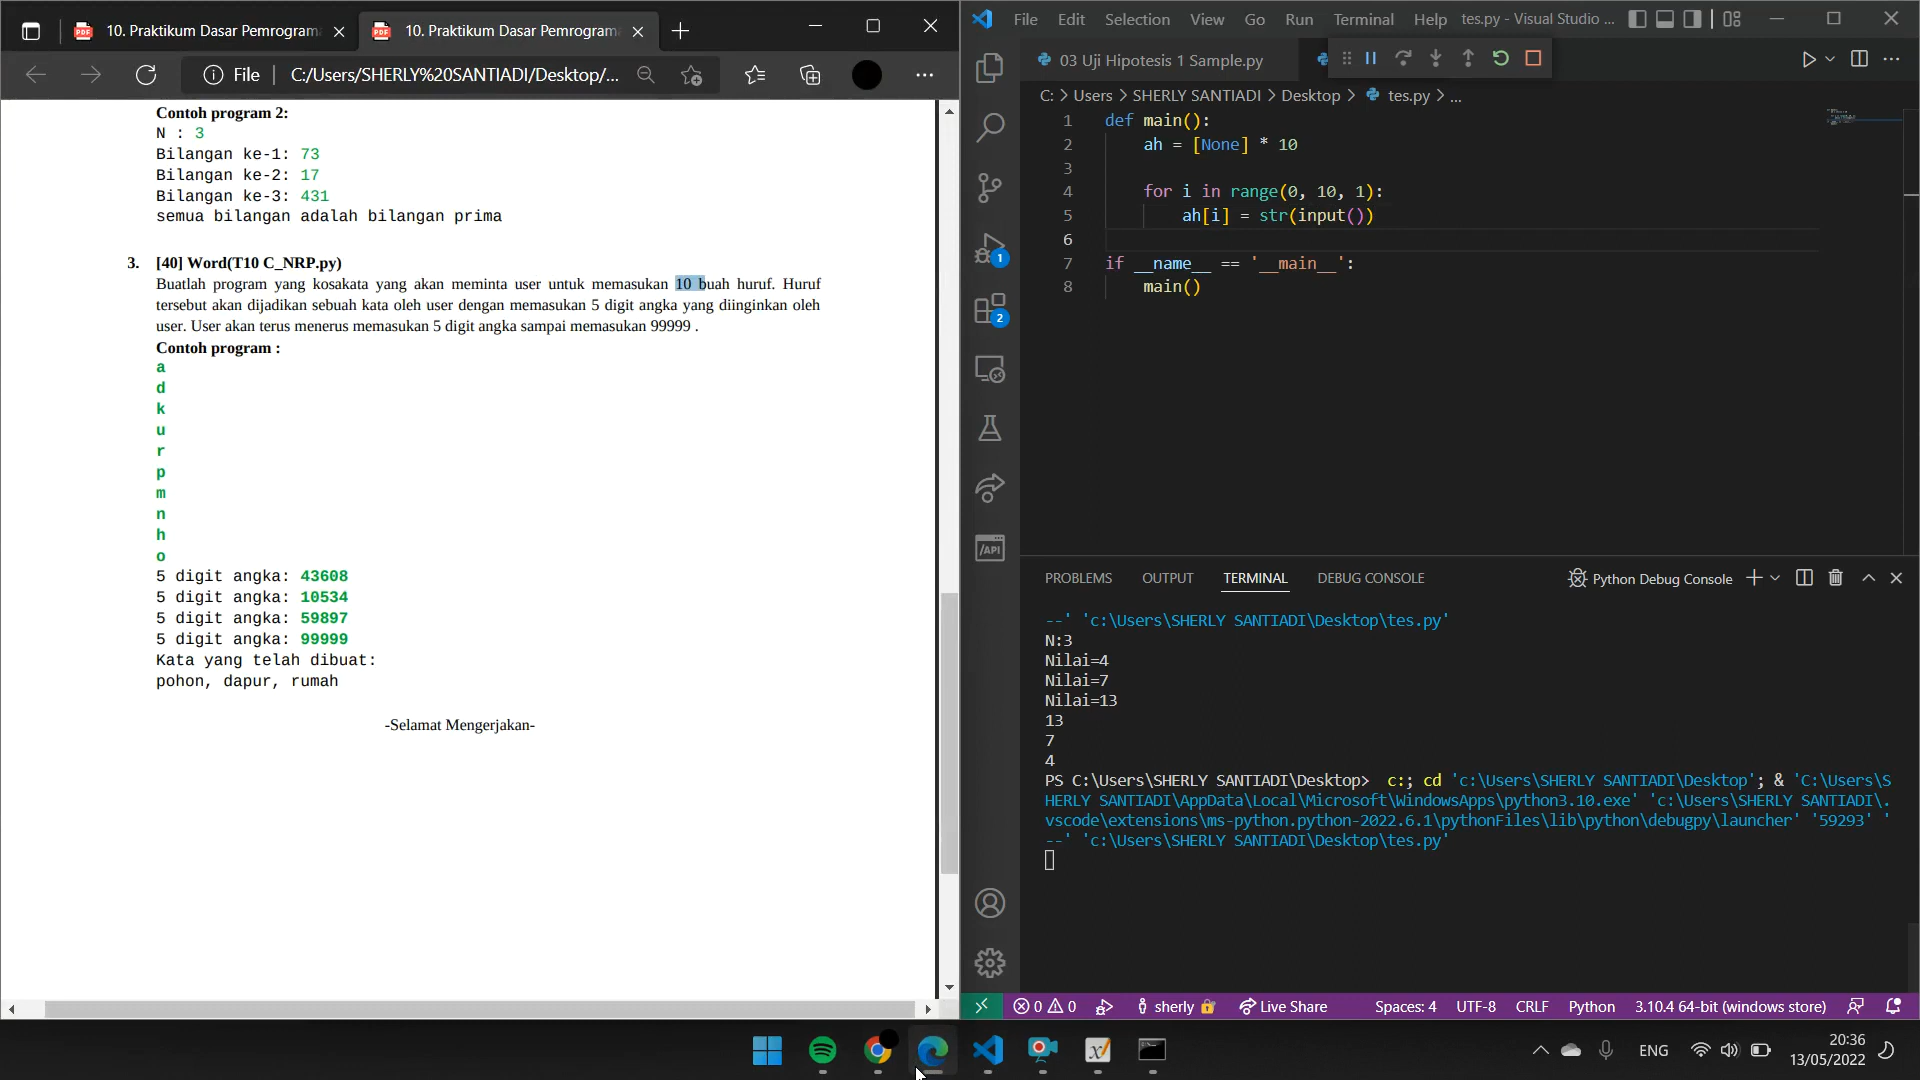 10. Praktikum Dasar Pemrogram
10. Praktikum Dasar Pemrogram
File
C:/Users/SHERLY%20SANTIADI/Desktop/...
Contoh program 2:
N : 3
Bilangan ke-1: 73
Bilangan ke-2: 17
Bilangan ke-3: 431
semua bilangan adalah bilangan prima
3. [40] Word(T10 C_NRP.py)
Buatlah program yang kosakata yang akan meminta user untuk memasukan 10 buah huruf. Huruf
tersebut akan dijadikan sebuah kata oleh user dengan memasukan 5 digit angka yang diinginkan oleh
user. User akan terus menerus memasukan 5 digit angka sampai memasukan 99999 .
Contoh program :
a
d
k
u
r
p
m
n
h
o
5 digit angka: 43608
5 digit angka: 10534
5 digit angka: 59897
5 digit angka: 99999
Kata yang telah dibuat:
pohon, dapur, rumah
-Selamat Mengerjakan-
File Edit Selection View Go Run Terminal Help tes.py - Visual Studio ...
03 Uji Hipotesis 1 Sample.py
C: > Users > SHERLY SANTIADI > Desktop > tes.py > ...
1 def main():
2 ah = [None] * 10
3
4 for i in range(0, 10, 1):
5 ah[i] = str(input())
6
7 if __name__ == '__main__':
8 main()
1
2
/API
PROBLEMS OUTPUT TERMINAL DEBUG CONSOLE Python Debug Console
--' 'c:\Users\SHERLY SANTIADI\Desktop\tes.py'
N:3
Nilai=4
Nilai=7
Nilai=13
13
7
4
PS C:\Users\SHERLY SANTIADI\Desktop> c:; cd 'c:\Users\SHERLY SANTIADI\Desktop'; & 'C:\Users\S
HERLY SANTIADI\AppData\Local\Microsoft\WindowsApps\python3.10.exe' 'c:\Users\SHERLY SANTIADI\.
vscode\extensions\ms-python.python-2022.6.1\pythonFiles\lib\python\debugpy\launcher' '59293' '
--' 'c:\Users\SHERLY SANTIADI\Desktop\tes.py'
0 0 sherly Live Share Spaces: 4 UTF-8 CRLF Python 3.10.4 64-bit (windows store)
ENG
20:36
13/05/2022